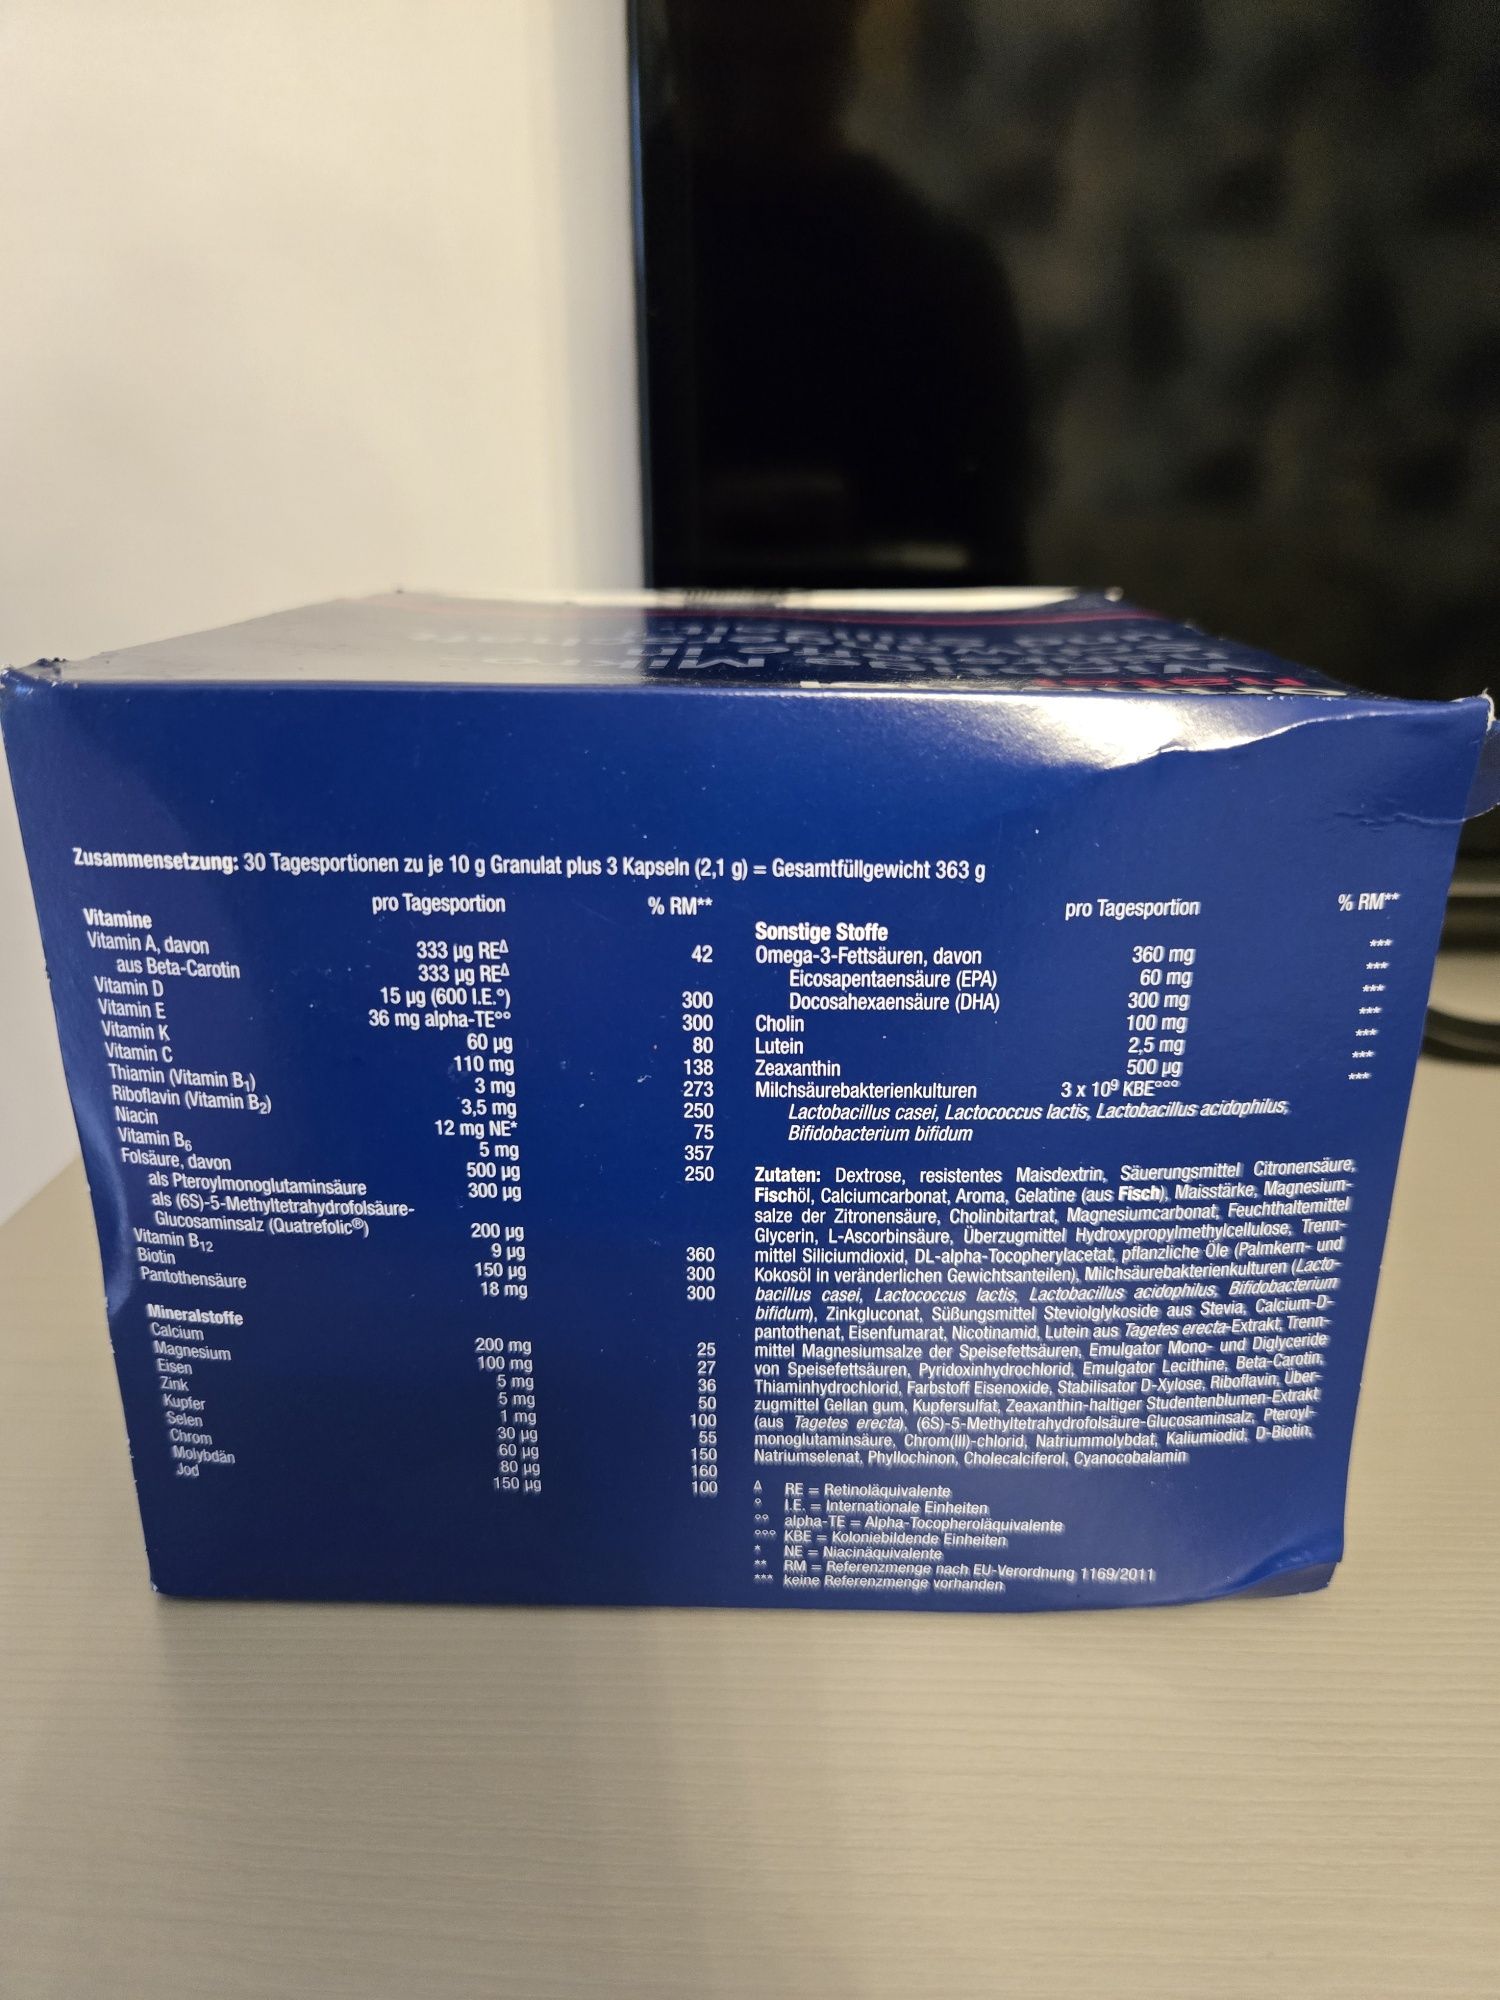 Zusammensetzung: 30 Tagesportionen zu je 10 g Granulat plus 3 Kapseln (2,1 g) = Gesamtfüllgewicht 363 g
pro Tagesportion % RM**
Vitamine
Vitamin A, davon 333 µg REΔ 42
aus Beta-Carotin 333 µg REΔ
Vitamin D 15 µg (600 I.E.°) 300
Vitamin E 36 mg alpha-TE°° 300
Vitamin K 60 µg 80
Vitamin C 110 mg 138
Thiamin (Vitamin B₁) 3 mg 273
Riboflavin (Vitamin B₂) 3,5 mg 250
Niacin 12 mg NE* 75
Vitamin B₆ 5 mg 357
Folsäure, davon 500 µg 250
als Pteroylmonoglutaminsäure 300 µg
als (6S)-5-Methyltetrahydrofolsäure-
Glucosaminsalz (Quatrefolic®) 200 µg
Vitamin B₁₂ 9 µg 360
Biotin 150 µg 300
Pantothensäure 18 mg 300
Mineralstoffe
Calcium 200 mg 25
Magnesium 100 mg 27
Eisen 5 mg 36
Zink 5 mg 50
Kupfer 1 mg 100
Selen 30 µg 55
Chrom 60 µg 150
Molybdän 80 µg 160
Jod 150 µg 100
pro Tagesportion % RM**
Sonstige Stoffe
Omega-3-Fettsäuren, davon 360 mg ***
Eicosapentaensäure (EPA) 60 mg ***
Docosahexaensäure (DHA) 300 mg ***
Cholin 100 mg ***
Lutein 2,5 mg ***
Zeaxanthin 500 µg ***
Milchsäurebakterienkulturen 3 x 10⁹ KBE°°° ***
Lactobacillus casei, Lactococcus lactis, Lactobacillus acidophilus,
Bifidobacterium bifidum
Zutaten: Dextrose, resistentes Maisdextrin, Säuerungsmittel Citronensäure,
Fischöl, Calciumcarbonat, Aroma, Gelatine (aus Fisch), Maisstärke, Magnesium-
salze der Zitronensäure, Cholinbitartrat, Magnesiumcarbonat, Feuchthaltemittel
Glycerin, L-Ascorbinsäure, Überzugmittel Hydroxypropylmethylcellulose, Trenn-
mittel Siliciumdioxid, DL-alpha-Tocopherylacetat, pflanzliche Öle (Palmkern- und
Kokosöl in veränderlichen Gewichtsanteilen), Milchsäurebakterienkulturen (Lacto-
bacillus casei, Lactococcus lactis, Lactobacillus acidophilus, Bifidobacterium
bifidum), Zinkgluconat, Süßungsmittel Steviolglykoside aus Stevia, Calcium-D-
pantothenat, Eisenfumarat, Nicotinamid, Lutein aus Tagetes erecta-Extrakt, Trenn-
mittel Magnesiumsalze der Speisefettsäuren, Emulgator Mono- und Diglyceride
von Speisefettsäuren, Pyridoxinhydrochlorid, Emulgator Lecithine, Beta-Carotin,
Thiaminhydrochlorid, Farbstoff Eisenoxide, Stabilisator D-Xylose, Riboflavin, Über-
zugmittel Gellan gum, Kupfersulfat, Zeaxanthin-haltiger Studentenblumen-Extrakt
(aus Tagetes erecta), (6S)-5-Methyltetrahydrofolsäure-Glucosaminsalz, Pteroyl-
monoglutaminsäure, Chrom(III)-chlorid, Natriummolybdat, Kaliumiodid, D-Biotin,
Natriumselenat, Phyllochinon, Cholecalciferol, Cyanocobalamin
Δ RE = Retinoläquivalente
° I.E. = Internationale Einheiten
°° alpha-TE = Alpha-Tocopheroläquivalente
°°° KBE = Koloniebildende Einheiten
* NE = Niacinäquivalente
** RM = Referenzmenge nach EU-Verordnung 1169/2011
*** keine Referenzmenge vorhanden